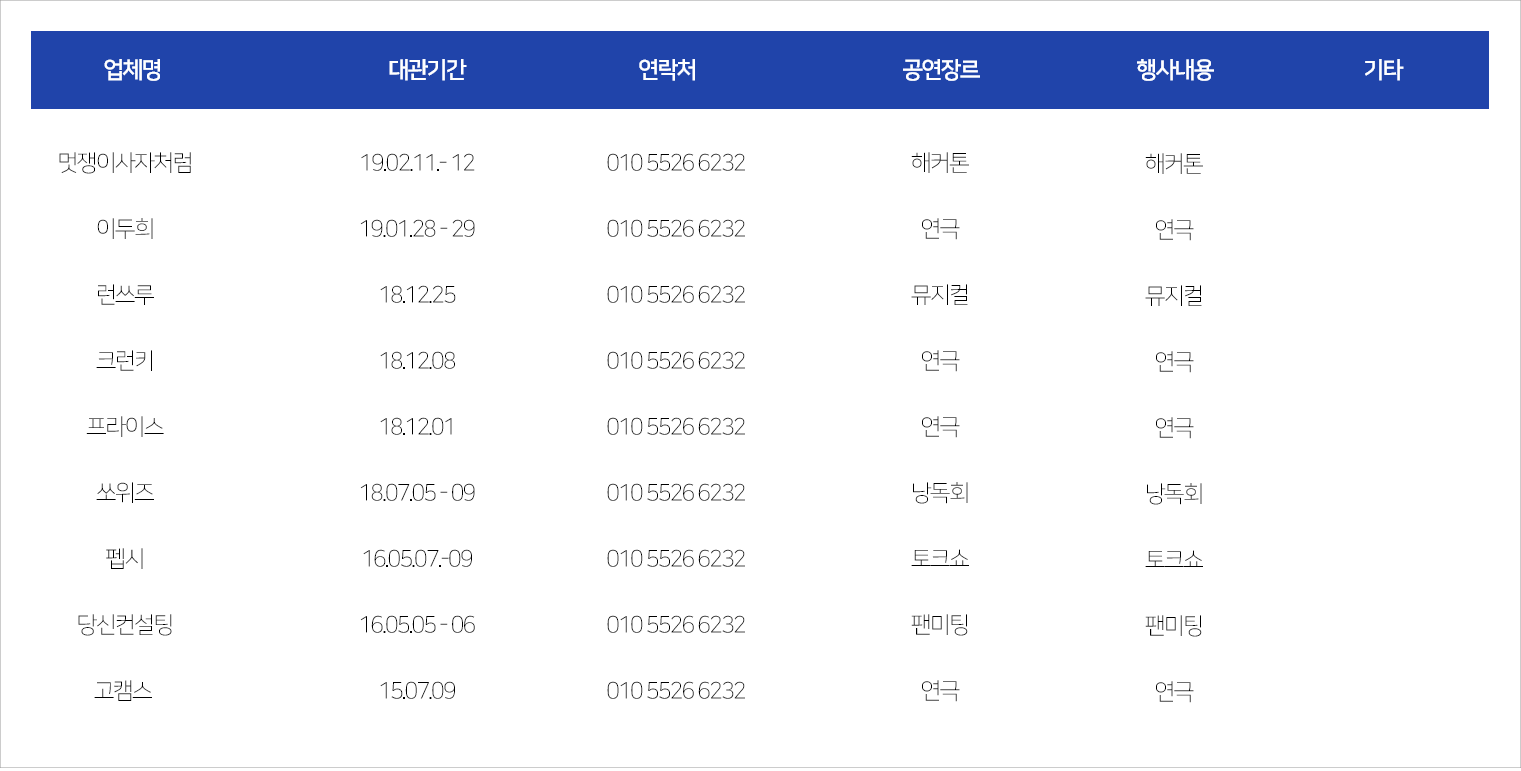 업체명 대관기간 연락처 공연장르 행사내용 기타
멋쟁이사자처럼 19.02.11.- 12 010 5526 6232 해커톤 해커톤
이두희 19.01.28 - 29 010 5526 6232 연극 연극
런쓰루 18.12.25 010 5526 6232 뮤지컬 뮤지컬
크런키 18.12.08 010 5526 6232 연극 연극
프라이스 18.12.01 010 5526 6232 연극 연극
쏘위즈 18.07.05 - 09 010 5526 6232 낭독회 낭독회
펩시 16.05.07.-09 010 5526 6232 토크쇼 토크쇼
당신컨설팅 16.05.05 - 06 010 5526 6232 팬미팅 팬미팅
고캠스 15.07.09 010 5526 6232 연극 연극